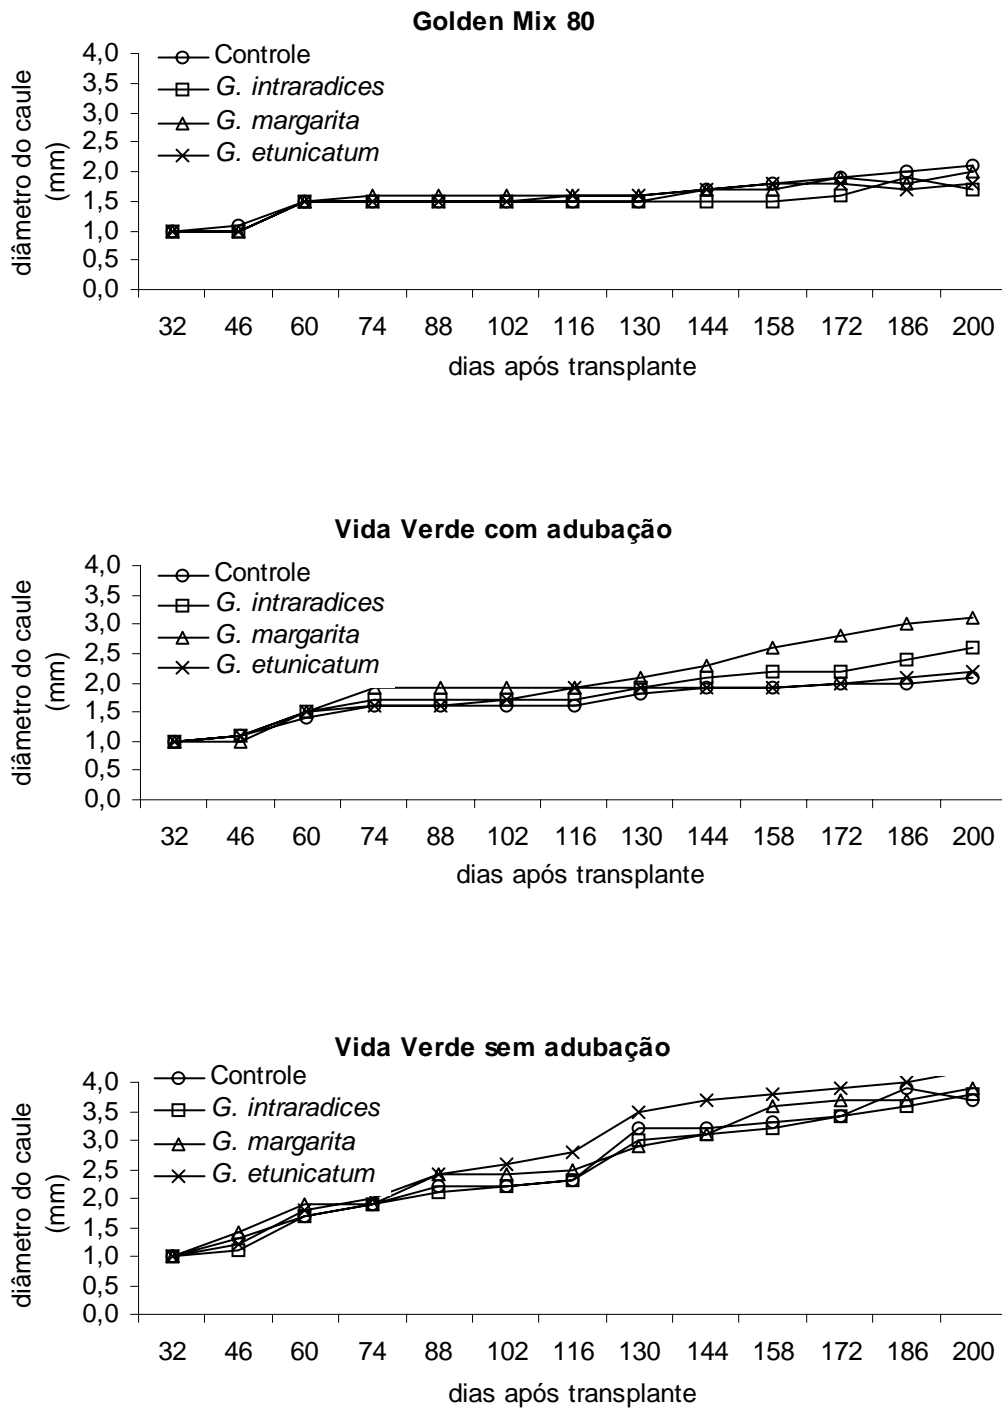 Golden Mix 80
4,0
3,5
3,0
2,5
2,0
1,5
1,0
0,5
0,0
diâmetro do caule
(mm)
Controle
G. intraradices
G. margarita
G. etunicatum
32 46 60 74 88 102 116 130 144 158 172 186 200
dias após transplante
Vida Verde com adubação
4,0
3,5
3,0
2,5
2,0
1,5
1,0
0,5
0,0
diâmetro do caule
(mm)
Controle
G. intraradices
G. margarita
G. etunicatum
32 46 60 74 88 102 116 130 144 158 172 186 200
dias após transplante
Vida Verde sem adubação
4,0
3,5
3,0
2,5
2,0
1,5
1,0
0,5
0,0
diâmetro do caule
(mm)
Controle
G. intraradices
G. margarita
G. etunicatum
32 46 60 74 88 102 116 130 144 158 172 186 200
dias após transplante